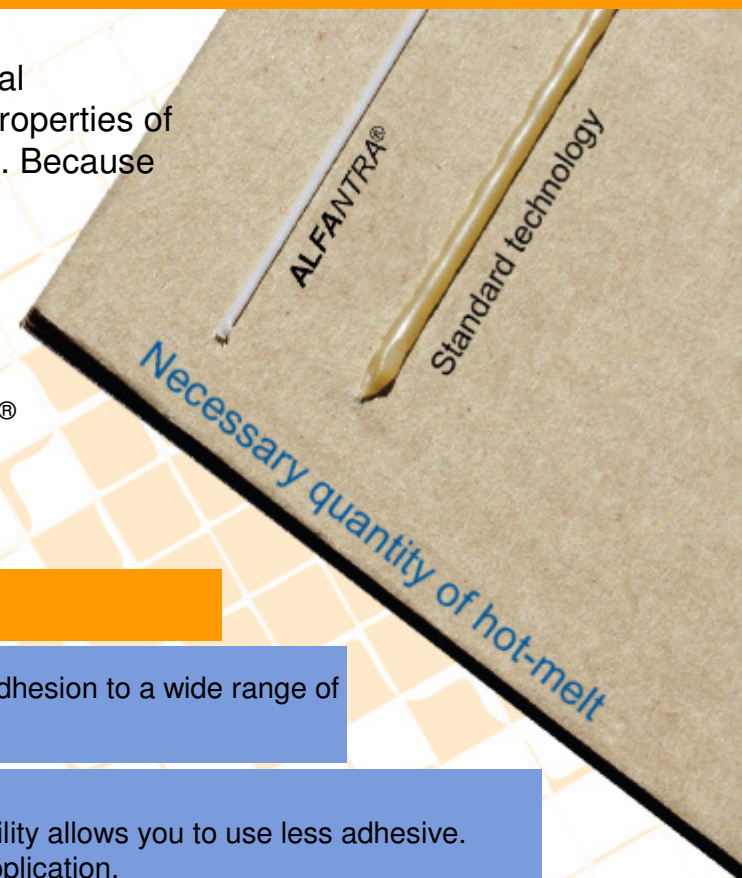 al
roperties of
. Because
®
ALFANTRA®
Standard technology
Necessary quantity of hot-melt
dhesion to a wide range of
ility allows you to use less adhesive.
pplication.